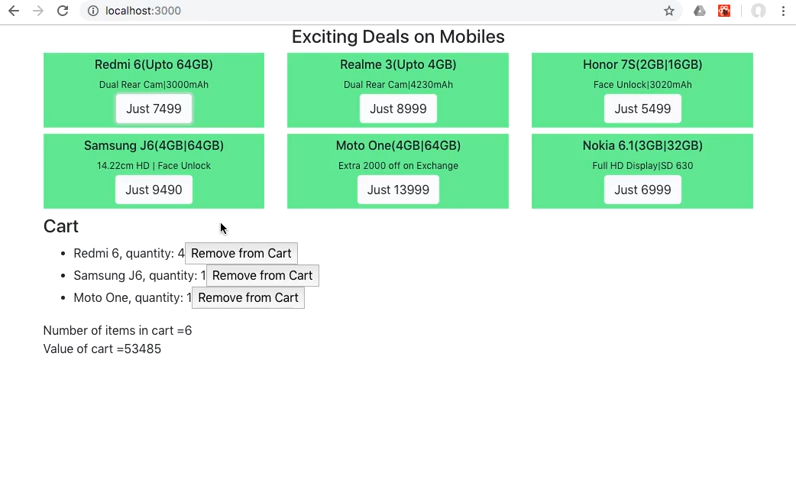 localhost:3000
Exciting Deals on Mobiles
Redmi 6(Upto 64GB)
Dual Rear Cam|3000mAh
Just 7499
Realme 3(Upto 4GB)
Dual Rear Cam|4230mAh
Just 8999
Honor 7S(2GB|16GB)
Face Unlock|3020mAh
Just 5499
Samsung J6(4GB|64GB)
14.22cm HD | Face Unlock
Just 9490
Moto One(4GB|64GB)
Extra 2000 off on Exchange
Just 13999
Nokia 6.1(3GB|32GB)
Full HD Display|SD 630
Just 6999
Cart
Redmi 6, quantity: 4 Remove from Cart
Samsung J6, quantity: 1 Remove from Cart
Moto One, quantity: 1 Remove from Cart
Number of items in cart =6
Value of cart =53485